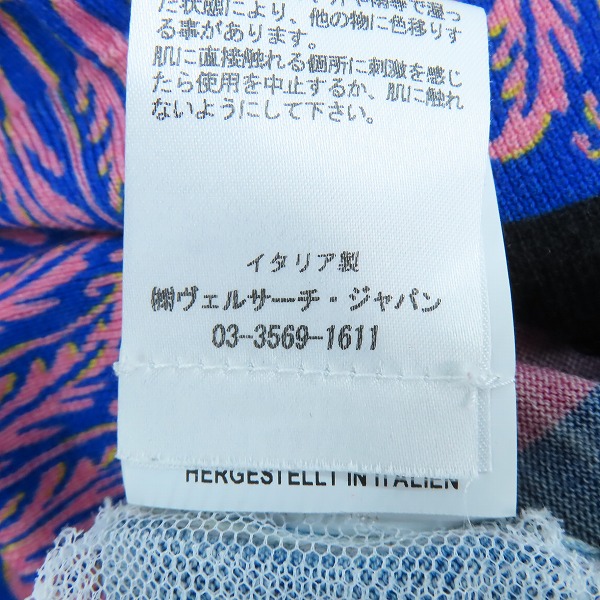 た状態により、他の物に色移りす
る事があります。
肌に直接触れる個所に刺激を感じ
たら使用を中止するか、肌に触れ
ないようにして下さい。
イタリア製
㈱ヴェルサーチ・ジャパン
03-3569-1611
HERGESTELLT IN ITALIEN